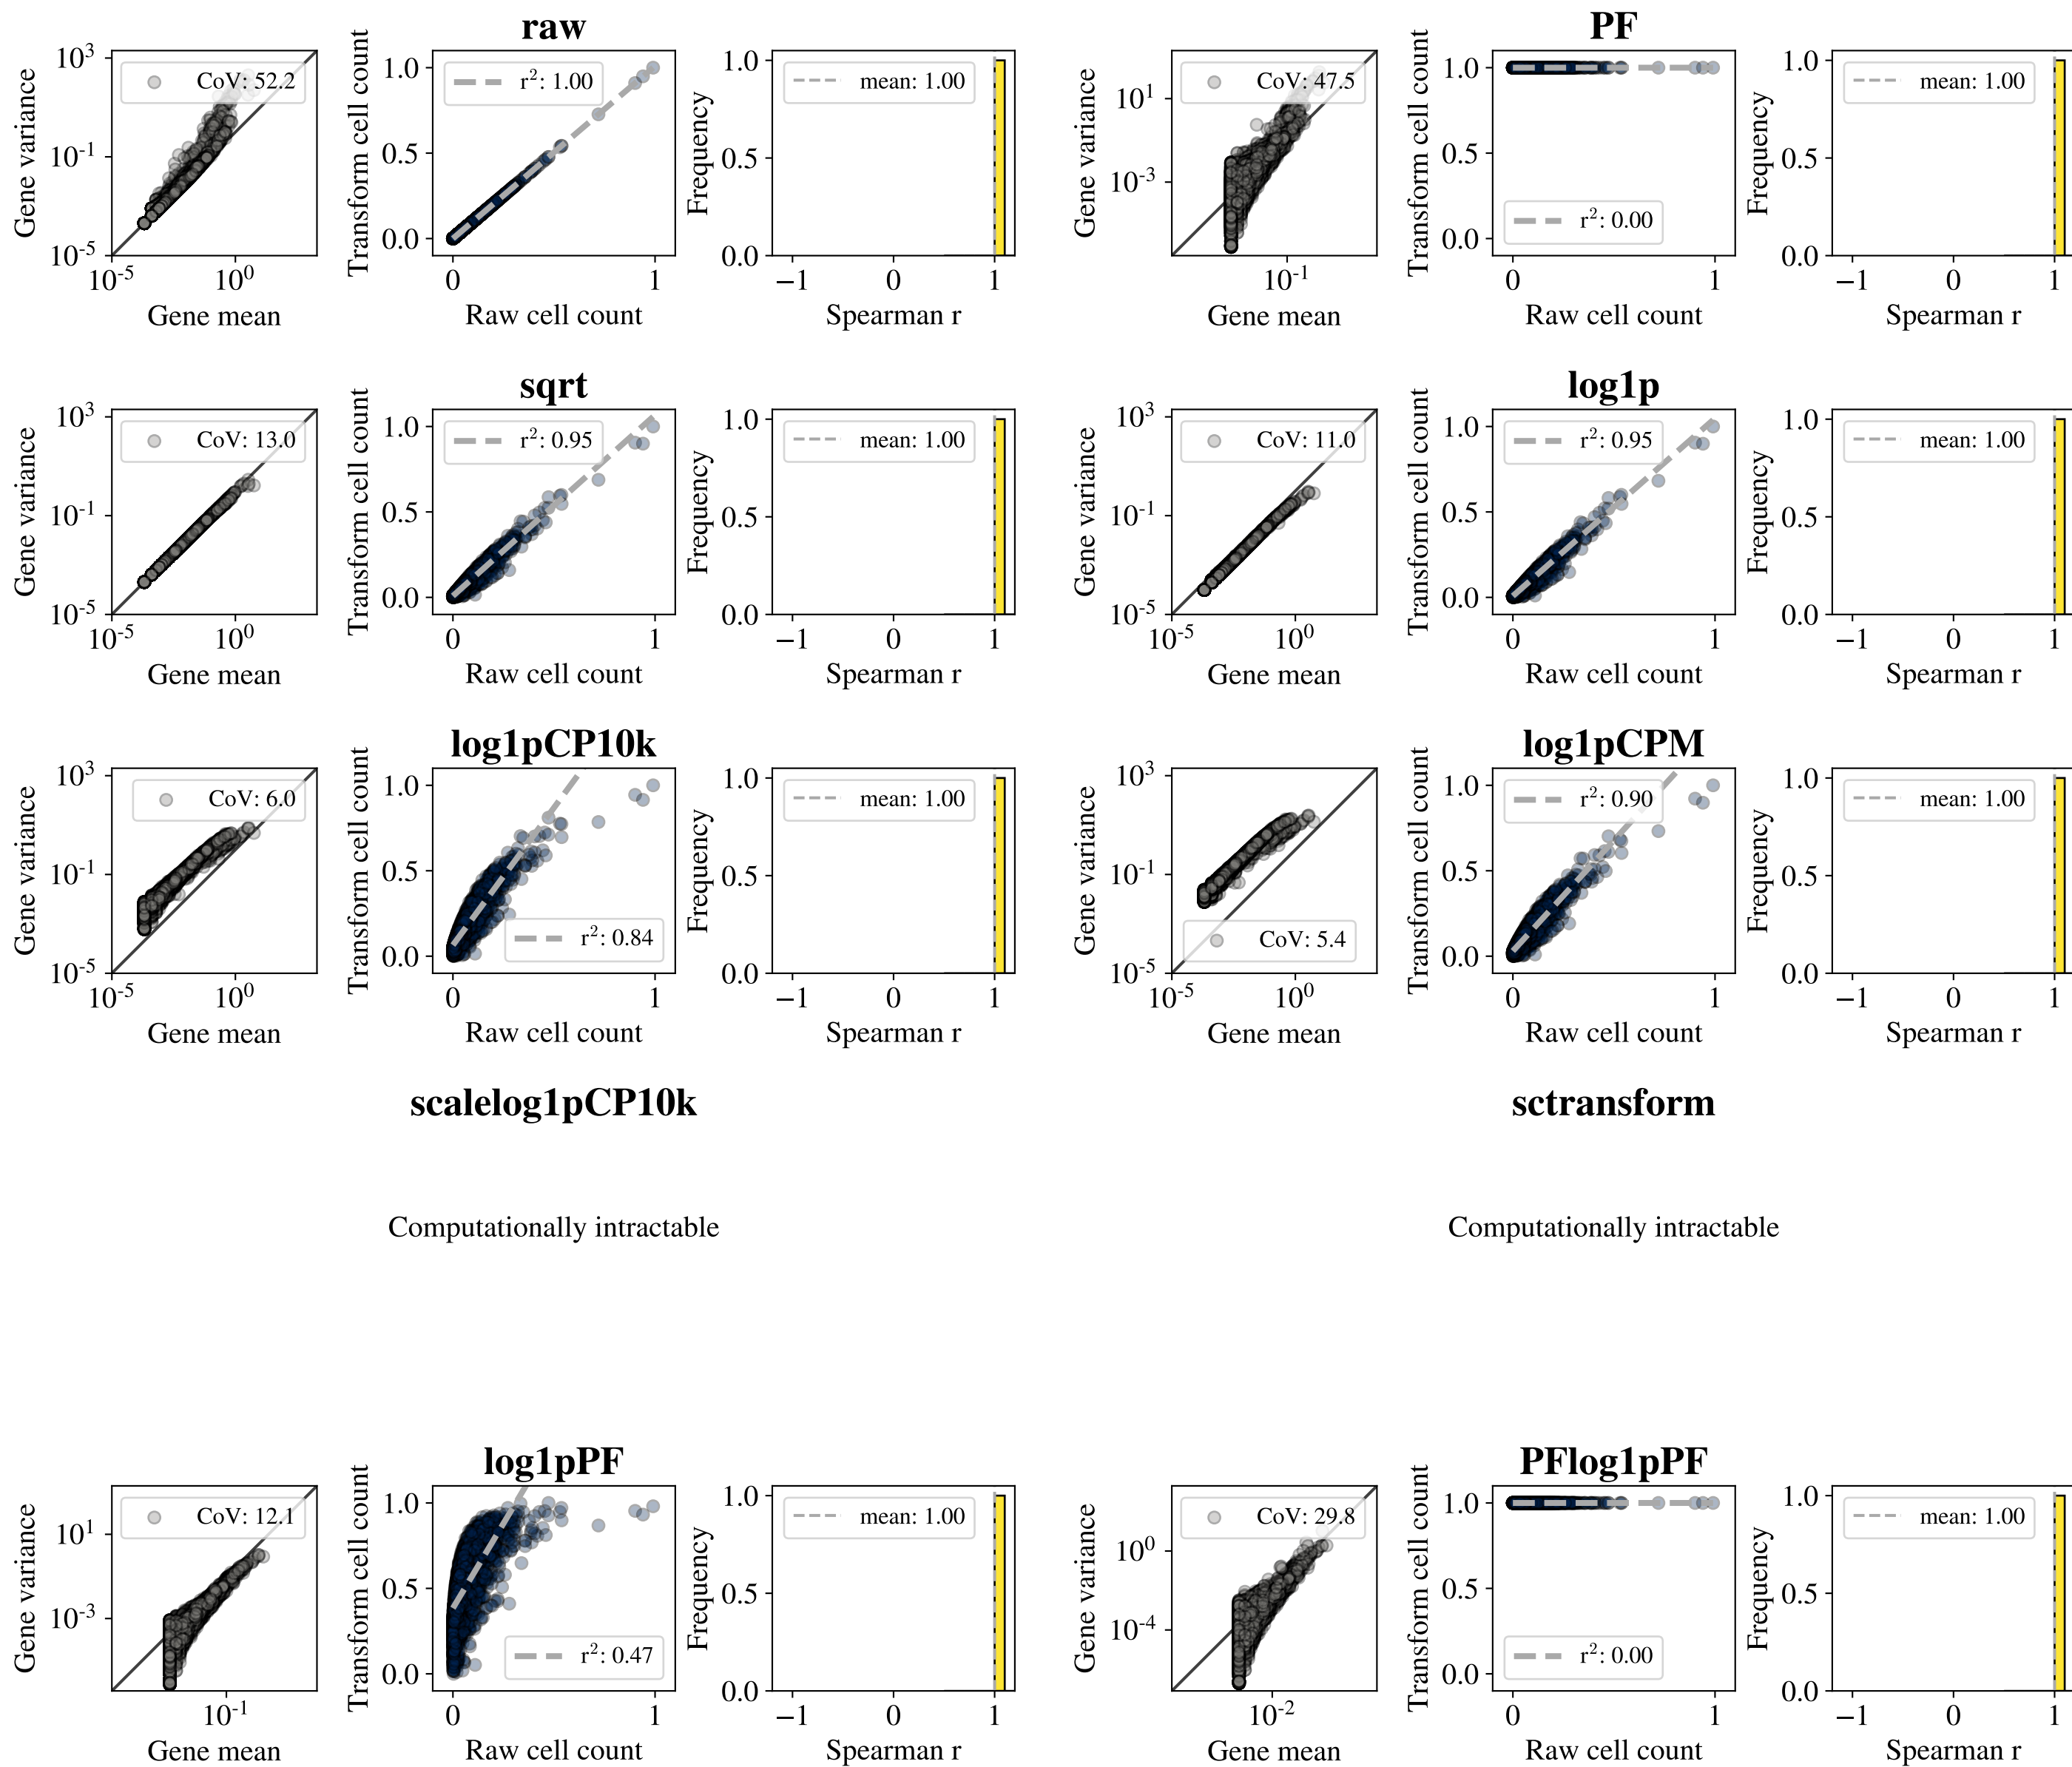 raw
Gene variance
10³
10⁻¹
10⁻⁵
CoV: 52.2
10⁻⁵
10⁰
Gene mean
Transform cell count
1.0
0.5
0.0
r²: 1.00
0
1
Raw cell count
Frequency
1.0
0.5
0.0
mean: 1.00
−1
0
1
Spearman r
PF
Gene variance
10¹
10⁻³
CoV: 47.5
10⁻¹
Gene mean
Transform cell count
1.0
0.5
0.0
r²: 0.00
0
1
Raw cell count
Frequency
1.0
0.5
0.0
mean: 1.00
−1
0
1
Spearman r
sqrt
Gene variance
10³
10⁻¹
10⁻⁵
CoV: 13.0
10⁻⁵
10⁰
Gene mean
Transform cell count
1.0
0.5
0.0
r²: 0.95
0
1
Raw cell count
Frequency
1.0
0.5
0.0
mean: 1.00
−1
0
1
Spearman r
log1p
Gene variance
10³
10⁻¹
10⁻⁵
CoV: 11.0
10⁻⁵
10⁰
Gene mean
Transform cell count
1.0
0.5
0.0
r²: 0.95
0
1
Raw cell count
Frequency
1.0
0.5
0.0
mean: 1.00
−1
0
1
Spearman r
log1pCP10k
Gene variance
10³
10⁻¹
10⁻⁵
CoV: 6.0
10⁻⁵
10⁰
Gene mean
Transform cell count
1.0
0.5
0.0
r²: 0.84
0
1
Raw cell count
Frequency
1.0
0.5
0.0
mean: 1.00
−1
0
1
Spearman r
log1pCPM
Gene variance
10³
10⁻¹
10⁻⁵
CoV: 5.4
10⁻⁵
10⁰
Gene mean
Transform cell count
1.0
0.5
0.0
r²: 0.90
0
1
Raw cell count
Frequency
1.0
0.5
0.0
mean: 1.00
−1
0
1
Spearman r
scalelog1pCP10k
Computationally intractable
sctransform
Computationally intractable
log1pPF
Gene variance
10¹
10⁻³
CoV: 12.1
10⁻¹
Gene mean
Transform cell count
1.0
0.5
0.0
r²: 0.47
0
1
Raw cell count
Frequency
1.0
0.5
0.0
mean: 1.00
−1
0
1
Spearman r
PFlog1pPF
Gene variance
10⁰
10⁻⁴
CoV: 29.8
10⁻²
Gene mean
Transform cell count
1.0
0.5
0.0
r²: 0.00
0
1
Raw cell count
Frequency
1.0
0.5
0.0
mean: 1.00
−1
0
1
Spearman r